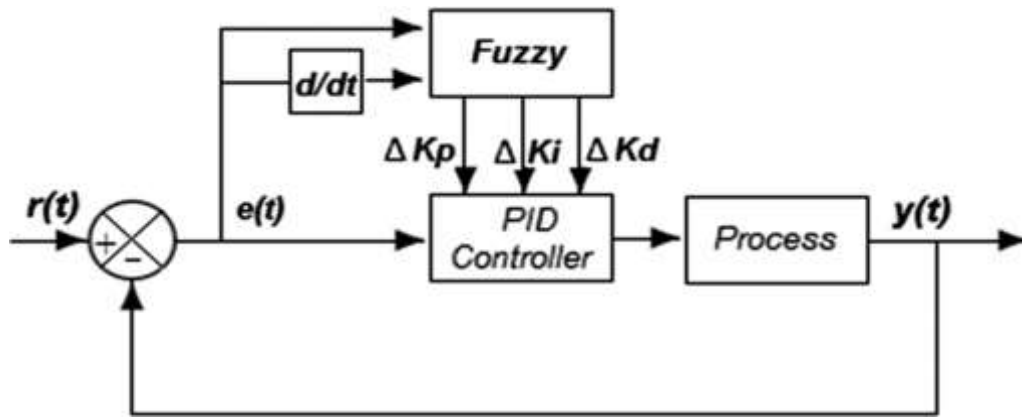 Fuzzy
d/dt
Δ Kp
Δ Ki
Δ Kd
r(t)
+
−
e(t)
PID
Controller
Process
y(t)